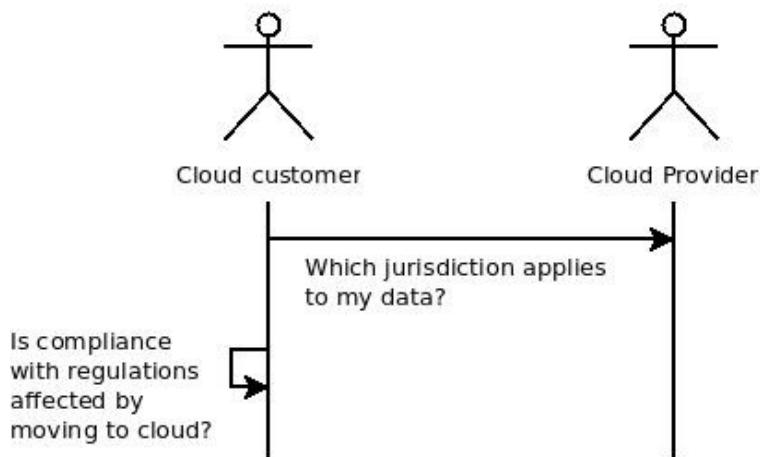 Cloud customer
Cloud Provider
Which jurisdiction applies
to my data?
Is compliance
with regulations
affected by
moving to cloud?